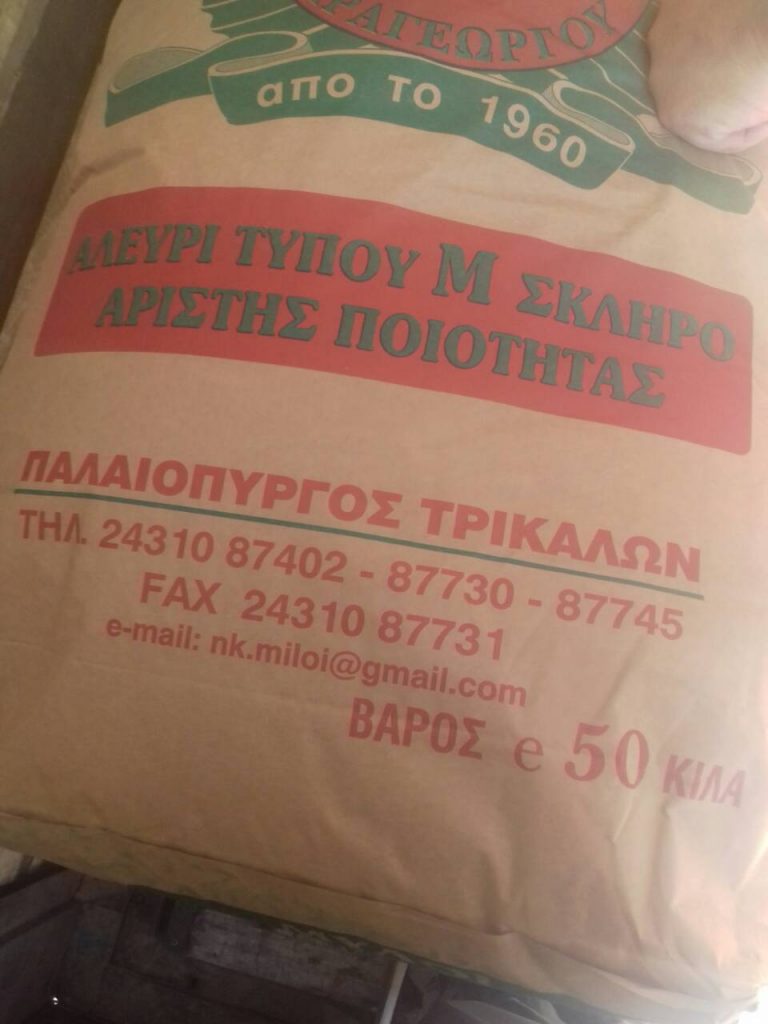 απο το 1960
ΑΛΕΥΡΙ ΤΥΠΟΥ Μ ΣΚΛΗΡΟ
ΑΡΙΣΤΗΣ ΠΟΙΟΤΗΤΑΣ
ΠΑΛΑΙΟΠΥΡΓΟΣ ΤΡΙΚΑΛΩΝ
ΤΗΛ. 24310 87402 - 87730 - 87745
FAX 24310 87731
e-mail: nk.miloi@gmail.com
ΒΑΡΟΣ e 50 ΚΙΛΑ